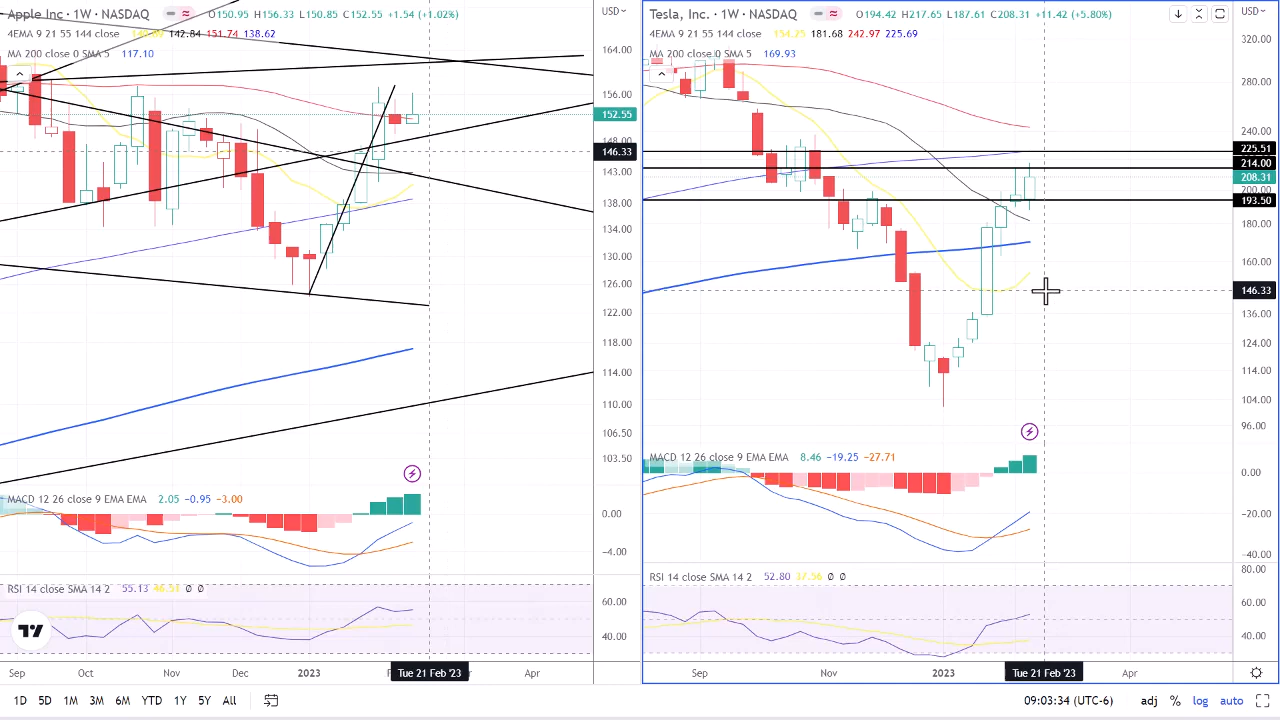 Apple Inc · 1W · NASDAQ O150.95 H156.33 L150.85 C152.55 +1.54 (+1.02%)
4EMA 9 21 55 144 close 142.84 151.74 138.62
MA 200 close 0 SMA 5 117.10
USD
164.00
156.00
152.55
148.00
146.33
143.00
138.00
134.00
130.00
126.00
122.00
118.00
114.00
110.00
106.50
103.50
MACD 12 26 close 9 EMA EMA 2.05 −0.95 −3.00
0.00
−4.00
RSI 14 close SMA 14 2 55.13 46.51 Ø Ø
60.00
40.00
Sep Oct Nov Dec 2023 Tue 21 Feb '23 Apr
Tesla, Inc. · 1W · NASDAQ O194.42 H217.65 L187.61 C208.31 +11.42 (+5.80%)
4EMA 9 21 55 144 close 154.25 181.68 242.97 225.69
MA 200 close 0 SMA 5 169.93
USD
320.00
280.00
240.00
225.51
214.00
208.31
200.00
193.50
180.00
160.00
146.33
136.00
124.00
114.00
104.00
96.00
MACD 12 26 close 9 EMA EMA 8.46 −19.25 −27.71
0.00
−20.00
−40.00
RSI 14 close SMA 14 2 52.80 37.56 Ø Ø
80.00
60.00
40.00
Sep Nov 2023 Tue 21 Feb '23 Apr
1D 5D 1M 3M 6M YTD 1Y 5Y All 09:03:34 (UTC-6) adj % log auto